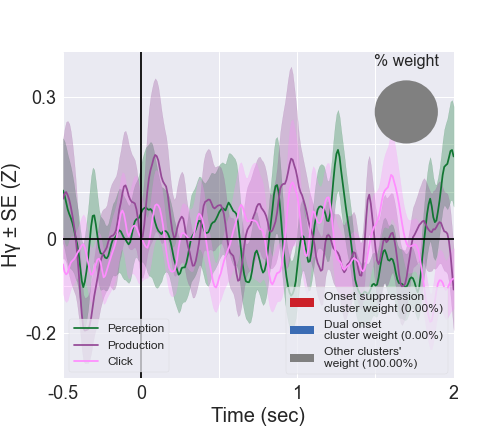 % weight
Hγ ± SE (Z)
0.3
0
-0.2
Perception
Production
Click
Onset suppression
cluster weight (0.00%)
Dual onset
cluster weight (0.00%)
Other clusters'
weight (100.00%)
-0.5
0
1
2
Time (sec)